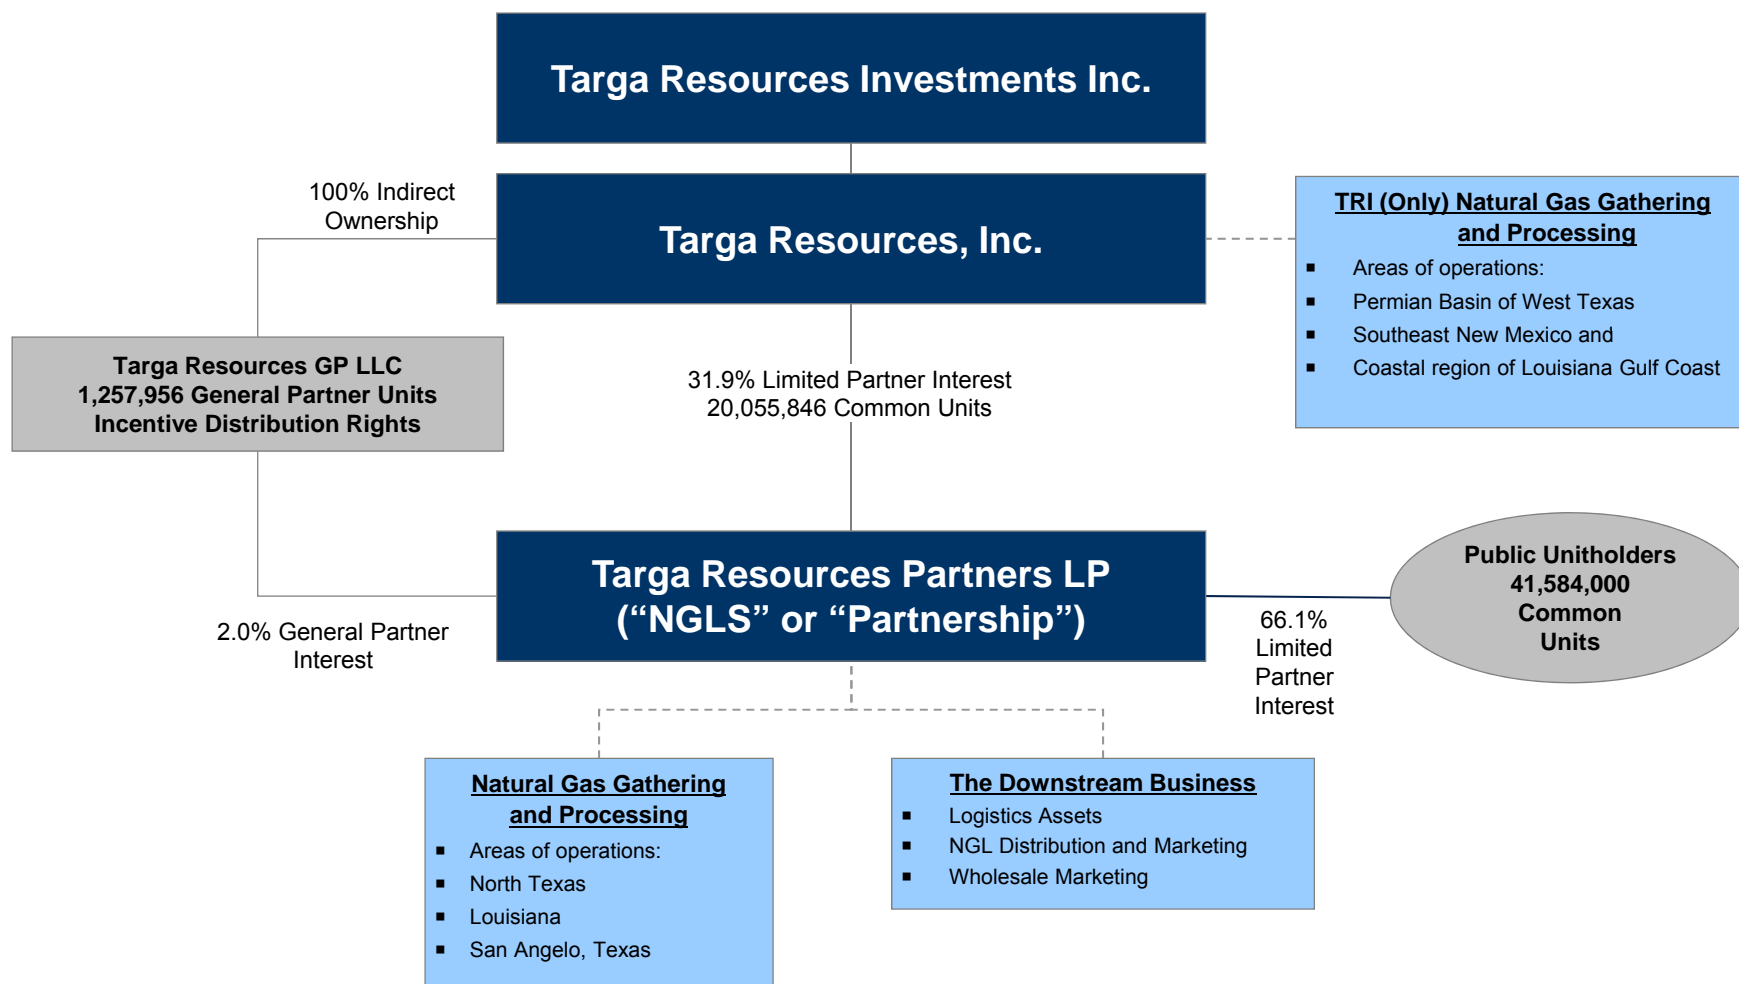 Targa Resources Investments Inc.
100% Indirect
Ownership
Targa Resources, Inc.
TRI (Only) Natural Gas Gathering
and Processing
▪ Areas of operations:
▪ Permian Basin of West Texas
▪ Southeast New Mexico and
▪ Coastal region of Louisiana Gulf Coast
Targa Resources GP LLC
1,257,956 General Partner Units
Incentive Distribution Rights
31.9% Limited Partner Interest
20,055,846 Common Units
Targa Resources Partners LP
(“NGLS” or “Partnership”)
Public Unitholders
41,584,000
Common
Units
2.0% General Partner
Interest
66.1%
Limited
Partner
Interest
Natural Gas Gathering
and Processing
▪ Areas of operations:
▪ North Texas
▪ Louisiana
▪ San Angelo, Texas
The Downstream Business
▪ Logistics Assets
▪ NGL Distribution and Marketing
▪ Wholesale Marketing